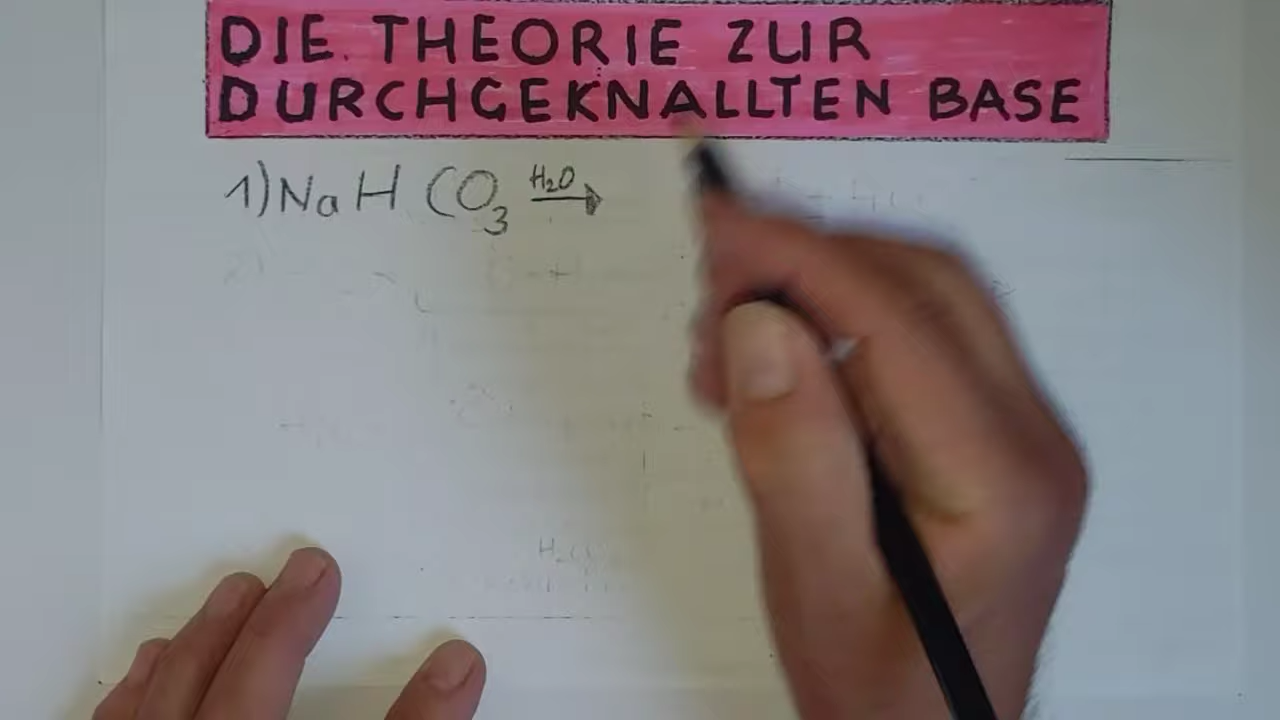 DIE THEORIE ZUR
DURCHGEKNALLTEN BASE
1) NaHCO₃ H₂O →